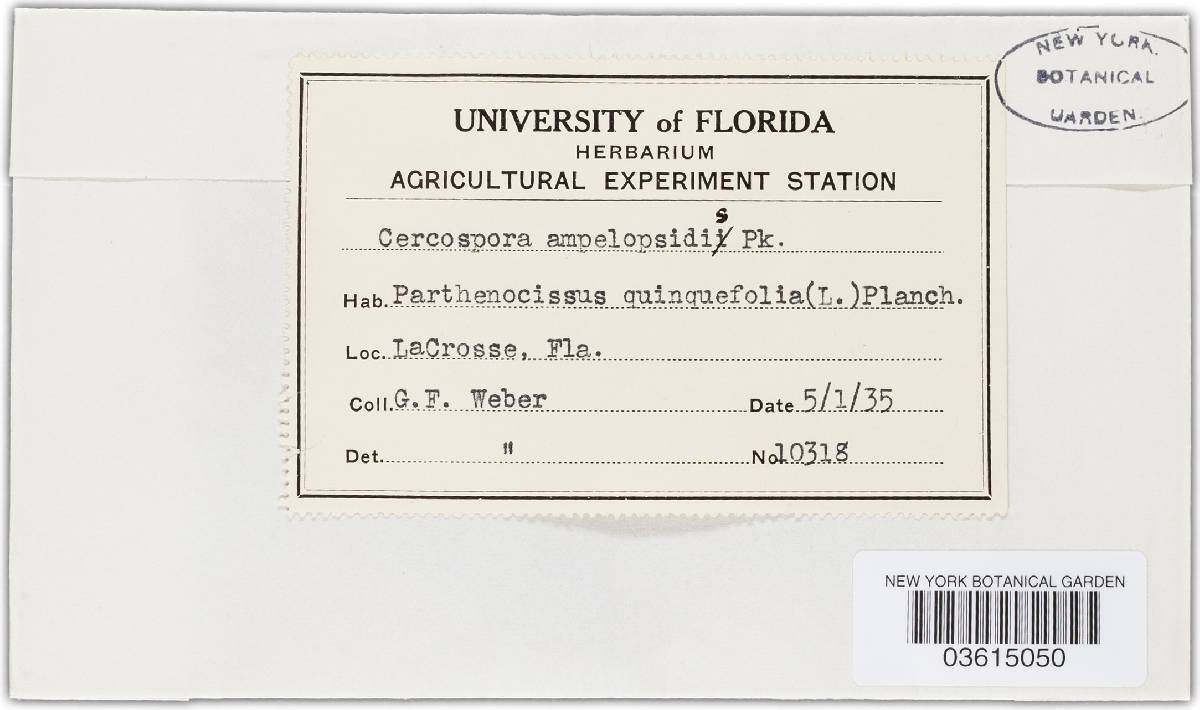 NEW YORK
BOTANICAL
GARDEN.
UNIVERSITY of FLORIDA
HERBARIUM
AGRICULTURAL EXPERIMENT STATION
Cercospora ampelopsidis Pk.
Hab. Parthenocissus quinquefolia(L.)Planch.
Loc. LaCrosse, Fla.
Coll. G.F. Weber Date 5/1/35
Det. " No. 10318
NEW YORK BOTANICAL GARDEN
03615050